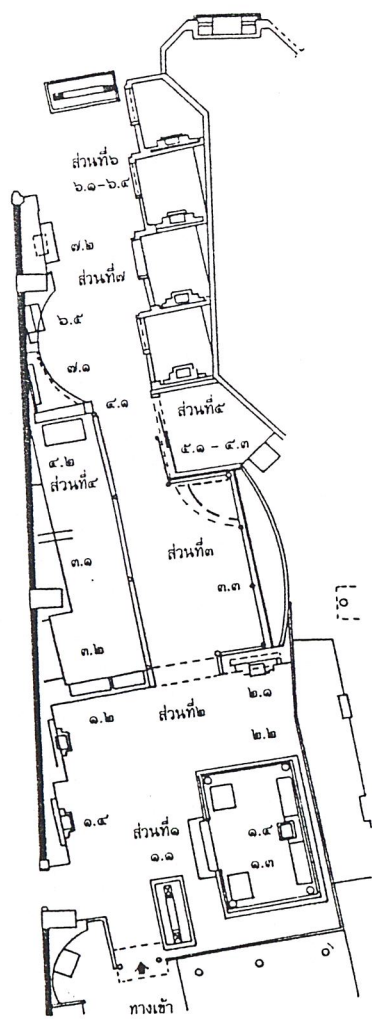 ส่วนที่๖
๖.๑-๖.๔
๗.๒
ส่วนที่๗
๖.๕
๗.๑
๔.๑
ส่วนที่๕
๕.๑ - ๕.๓
๔.๒
ส่วนที่๔
ส่วนที่๓
๓.๑
๓.๓
๓.๒
๒.๑
๑.๒
ส่วนที่๒
๒.๒
๑.๕
ส่วนที่๑
๑.๔
๑.๑
๑.๓
ทางเข้า